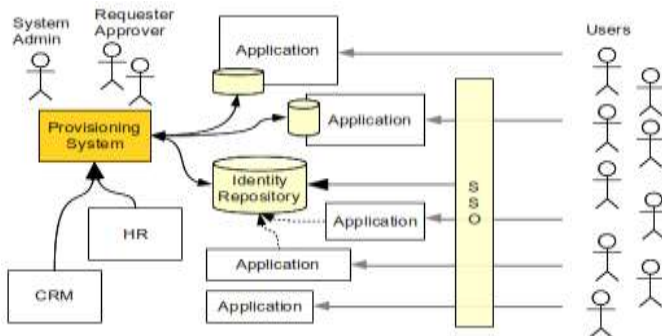 System
Admin
Requester
Approver
Users
Application
Application
Provisioning
System
Identity
Repository
S
S
O
Application
HR
Application
CRM
Application